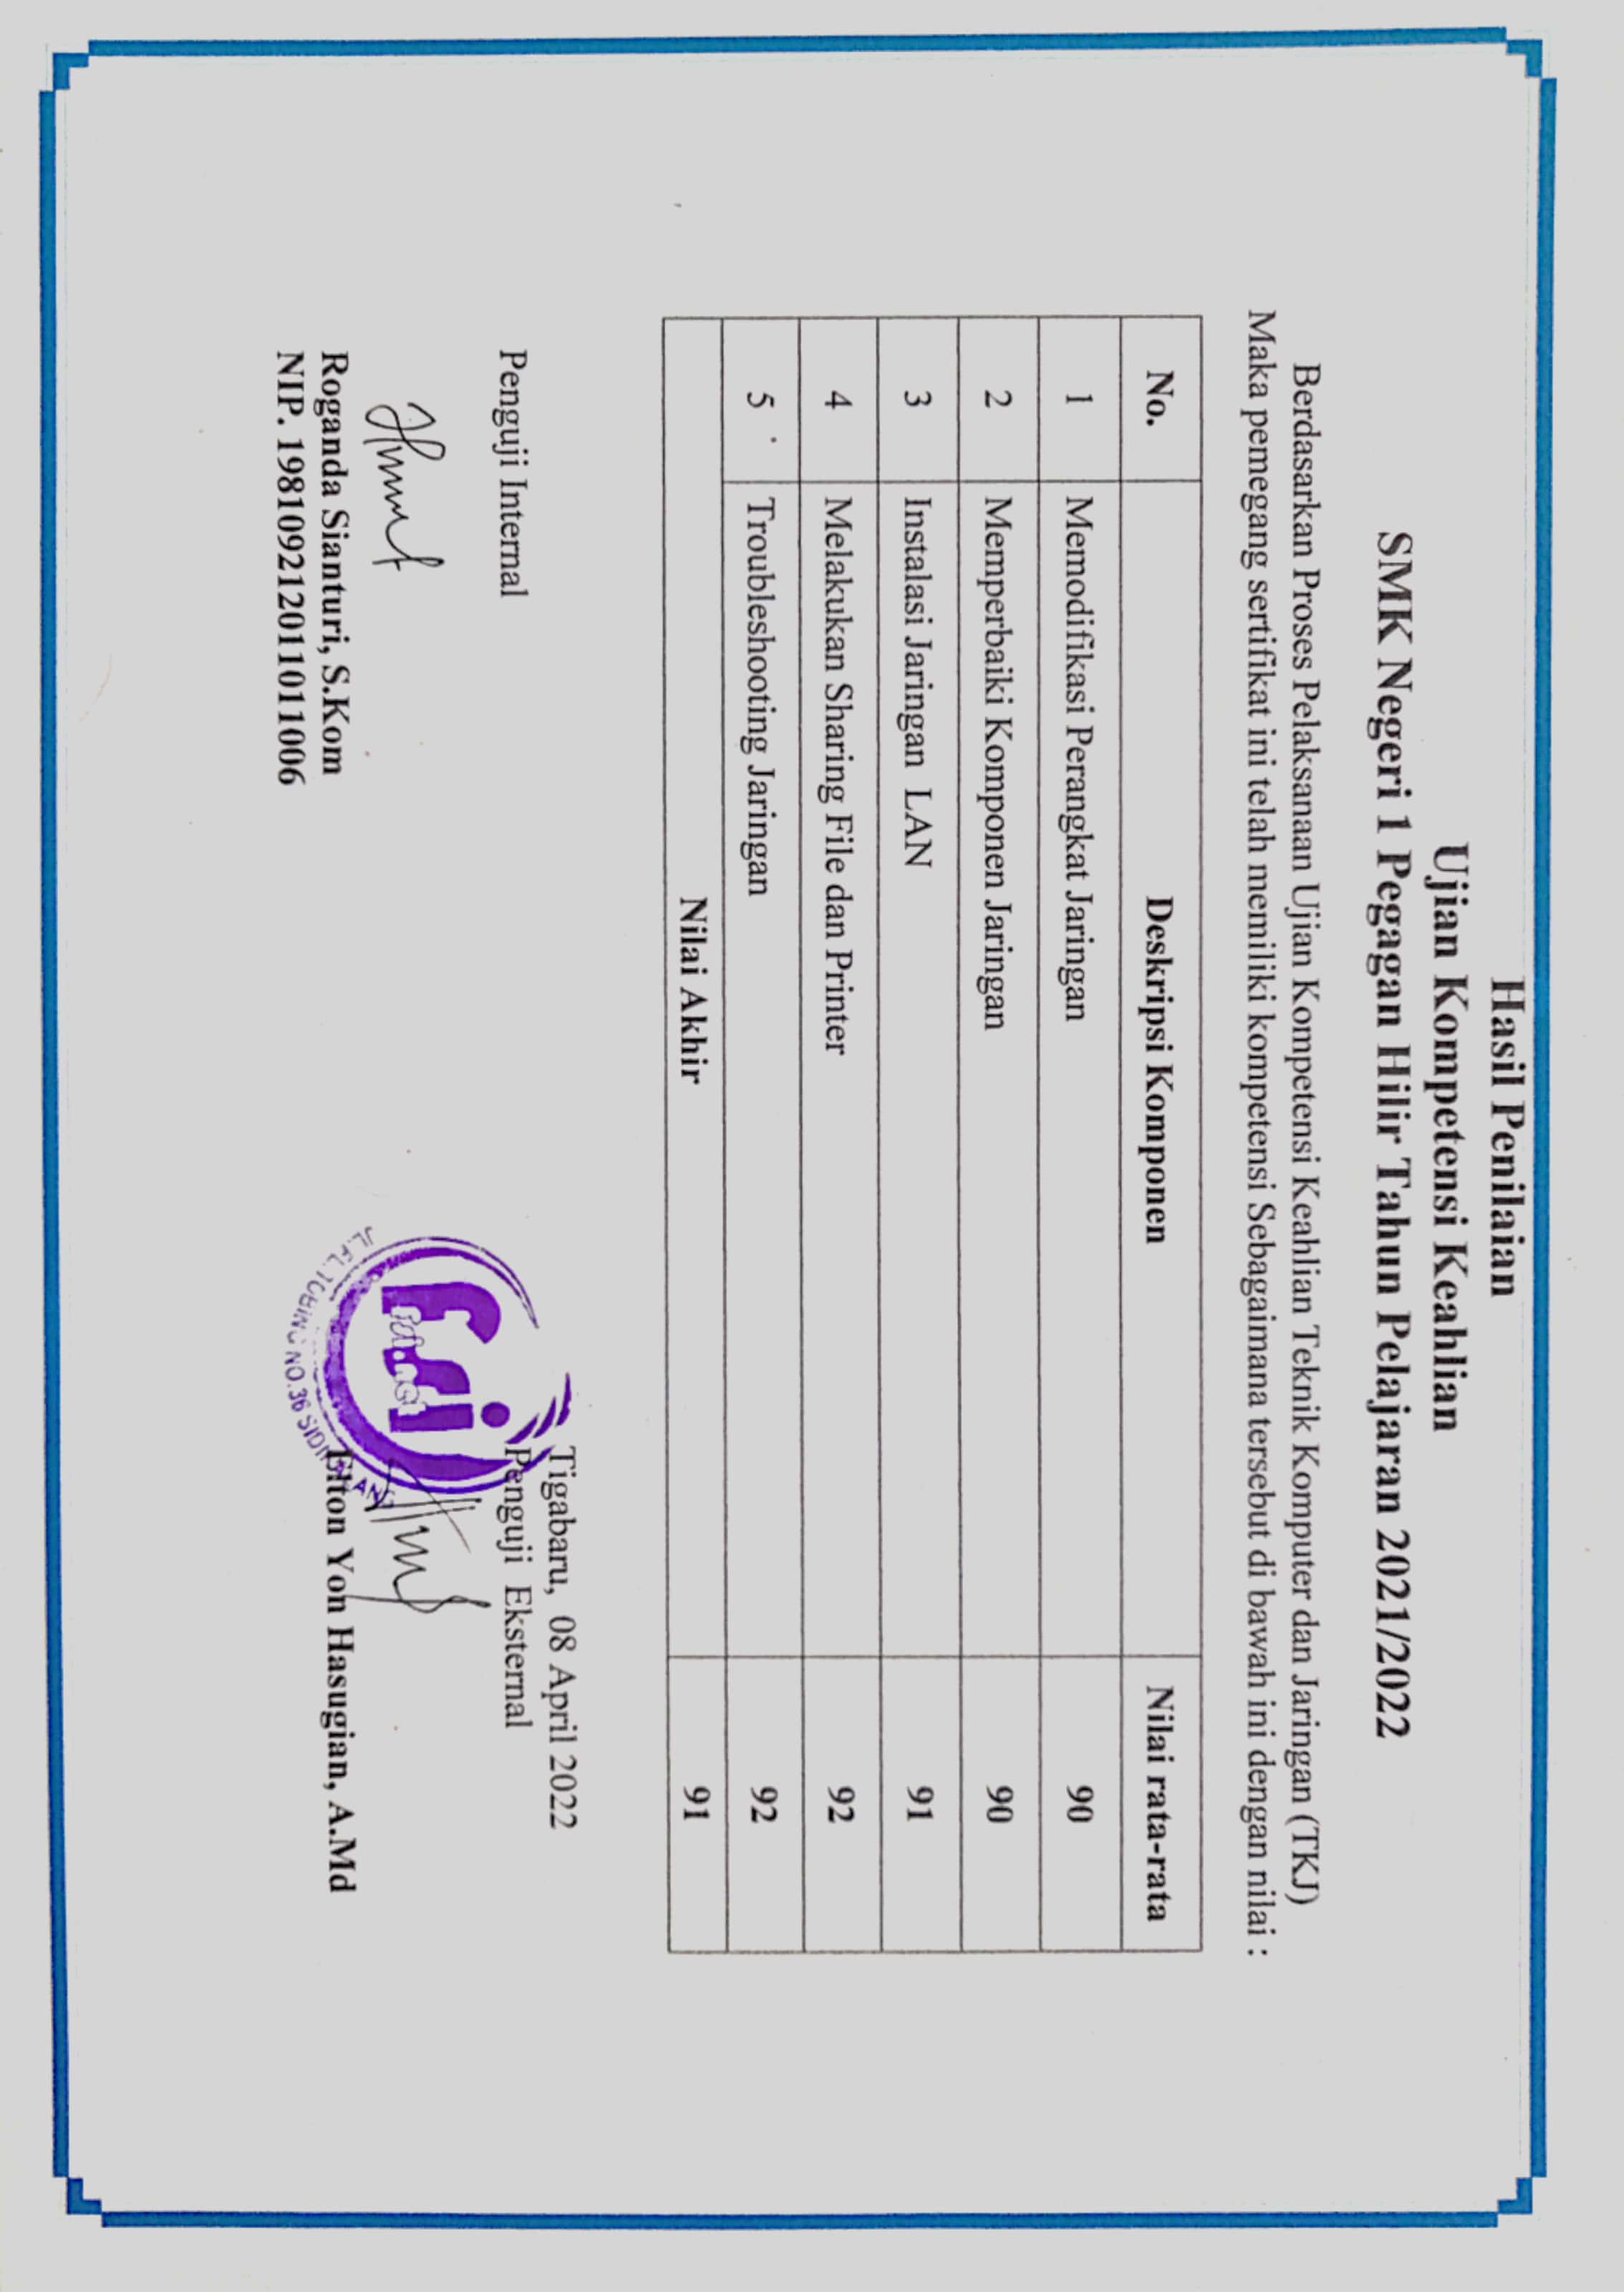 Hasil Penilaian
Ujian Kompetensi Keahlian
SMK Negeri 1 Pegagan Hilir Tahun Pelajaran 2021/2022
Berdasarkan Proses Pelaksanaan Ujian Kompetensi Keahlian Teknik Komputer dan Jaringan (TKJ)
Maka pemegang sertifikat ini telah memiliki kompetensi Sebagaimana tersebut di bawah ini dengan nilai :
No. Deskripsi Komponen Nilai rata-rata
1 Memodifikasi Perangkat Jaringan 90
2 Memperbaiki Komponen Jaringan 90
3 Instalasi Jaringan LAN 91
4 Melakukan Sharing File dan Printer 92
5 Troubleshooting Jaringan 92
Nilai Akhir 91
Tigabaru, 08 April 2022
Penguji Internal
Penguji Eksternal
JL.FL.TOBING NO.36
Roganda Sianturi, S.Kom
NIP. 198109212011011006
Elton Yon Hasugian, A.Md